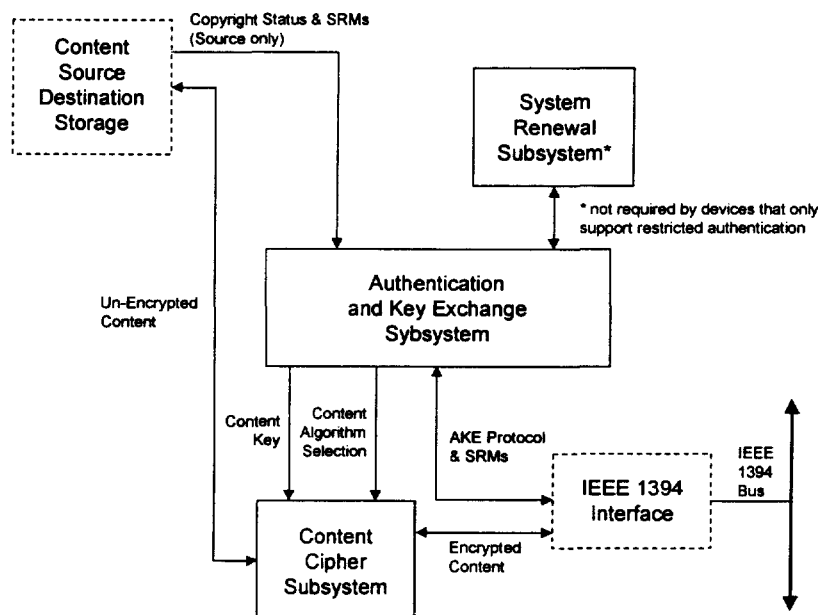 Copyright Status & SRMs
(Source only)
Content
Source
Destination
Storage
System
Renewal
Subsystem*
* not required by devices that only
support restricted authentication
Authentication
and Key Exchange
Sybsystem
Un-Encrypted
Content
Content
Key
Content
Algorithm
Selection
AKE Protocol
& SRMs
IEEE
1394
Bus
IEEE 1394
Interface
Content
Cipher
Subsystem
Encrypted
Content